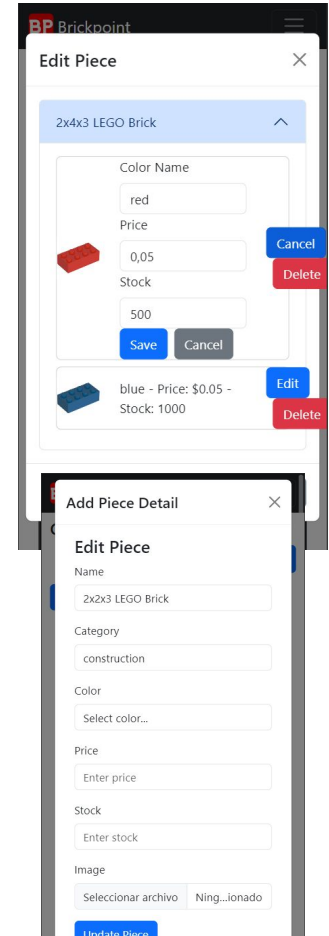 BP Brickpoint
Edit Piece
2x4x3 LEGO Brick
Color Name
red
Price
0,05
Cancel
Delete
Stock
500
Save Cancel
blue - Price: $0.05 -
Stock: 1000
Edit
Delete
Add Piece Detail
Edit Piece
Name
2x2x3 LEGO Brick
Category
construction
Color
Select color...
Price
Enter price
Stock
Enter stock
Image
Seleccionar archivo Ning...ionado
Update Piece